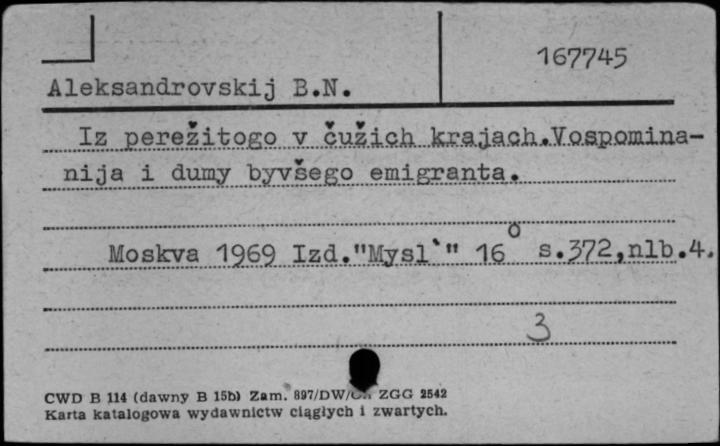 167745
Aleksandrovskij B.N.
Iz perežitogo v čužich krajach.Vospomina-
nija i dumy byvšego emigranta.
Moskva 1969 Izd."Mysl`" 16° s.372,nlb.4.
3
CWD B 114 (dawny B 15b) Zam. 897/DW/ ZGG 2542
Karta katalogowa wydawnictw ciągłych i zwartych.